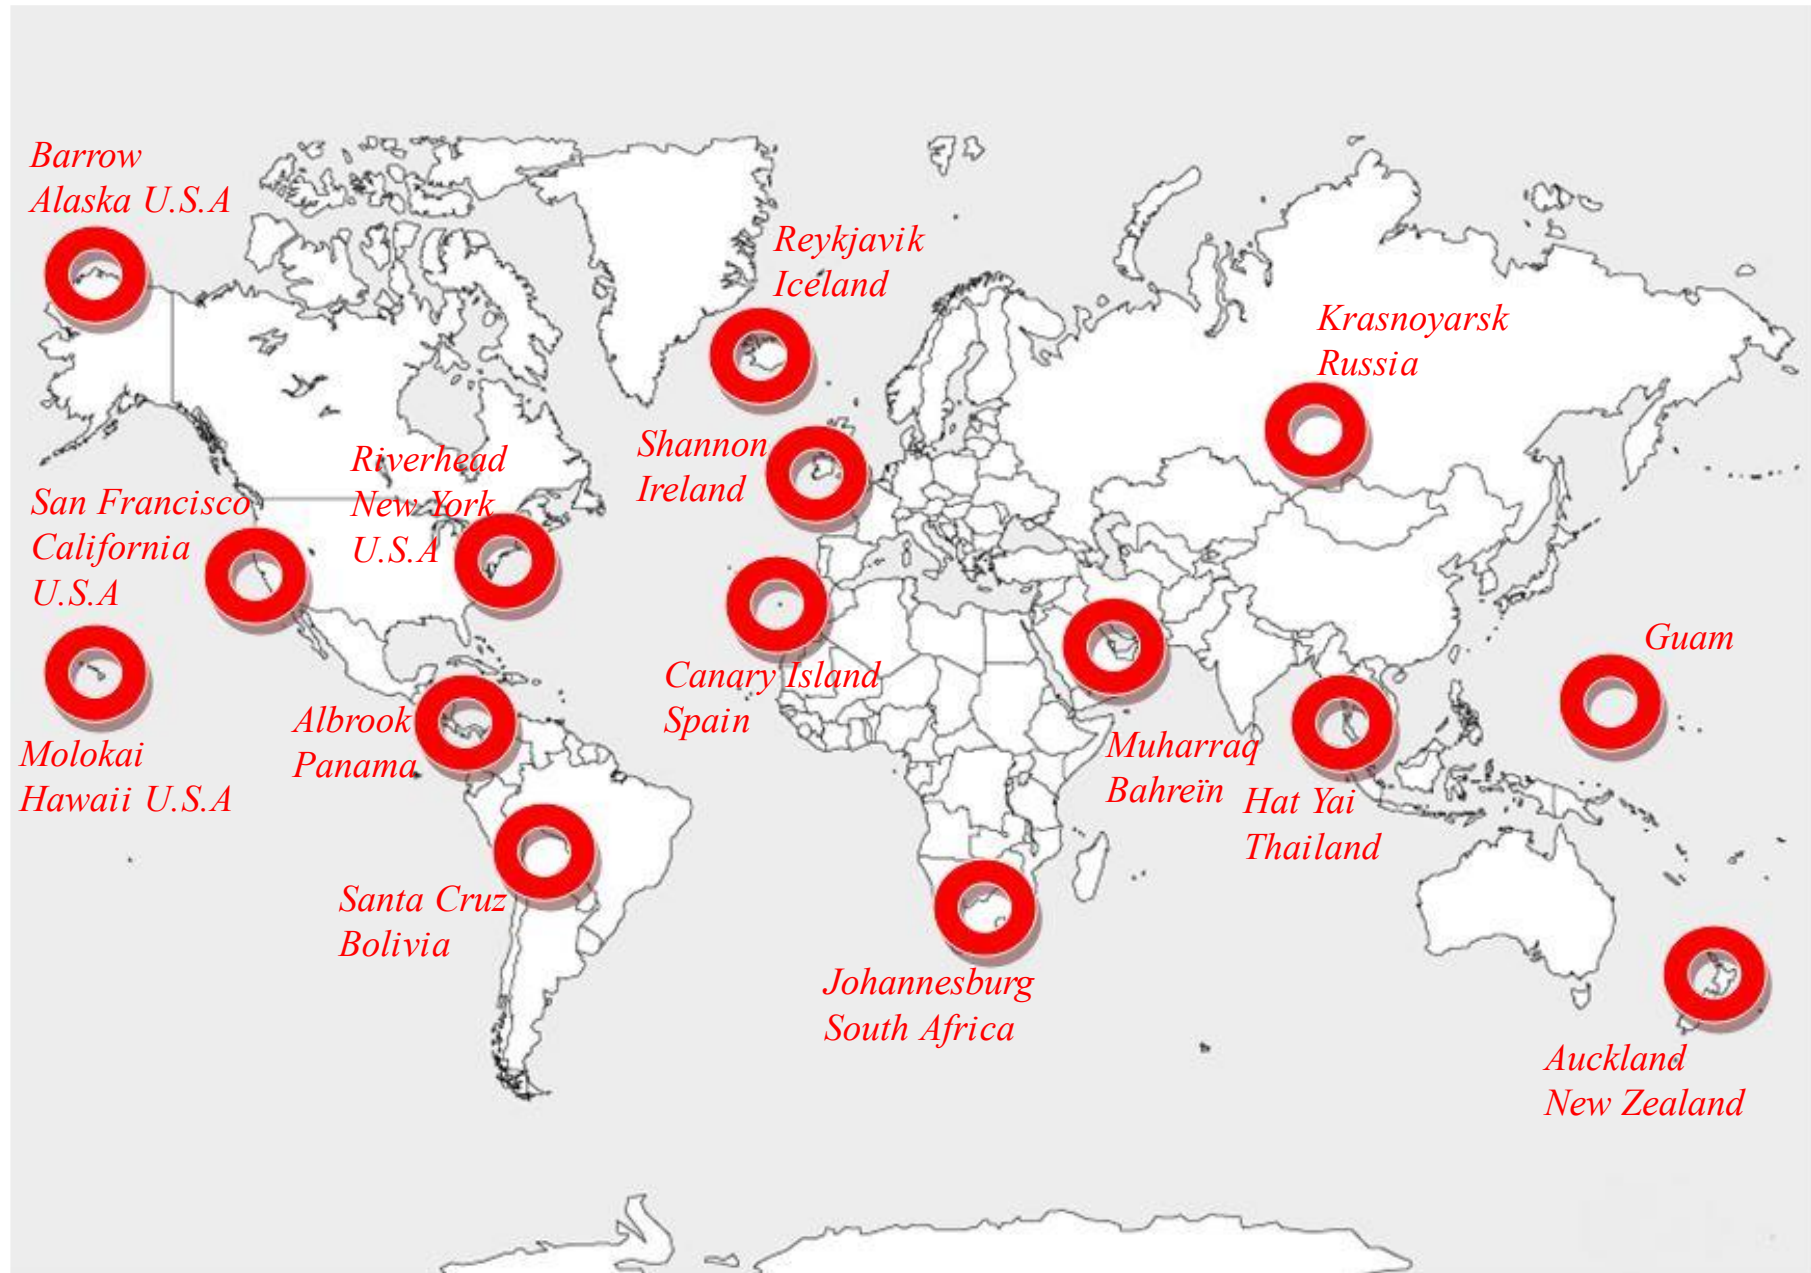 Barrow
Alaska U.S.A
Reykjavik
Iceland
Krasnoyarsk
Russia
Shannon
Ireland
Riverhead
New York
U.S.A
San Francisco
California
U.S.A
Guam
Canary Island
Spain
Albrook
Panama
Molokai
Hawaii U.S.A
Muharraq
Bahreïn
Hat Yai
Thailand
Santa Cruz
Bolivia
Johannesburg
South Africa
Auckland
New Zealand